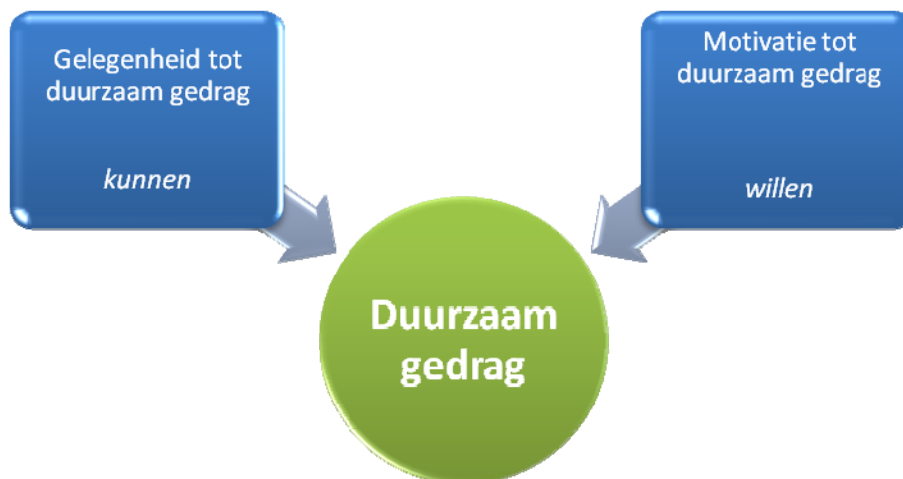 Gelegenheid tot
duurzaam gedrag
kunnen
Motivatie tot
duurzaam gedrag
willen
Duurzaam
gedrag